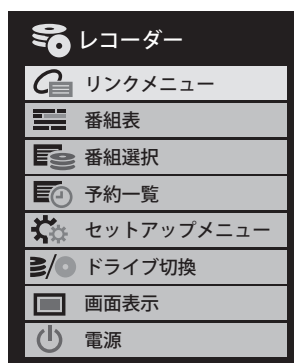 レコーダー
リンクメニュー
番組表
番組選択
予約一覧
セットアップメニュー
ドライブ切換
画面表示
電源